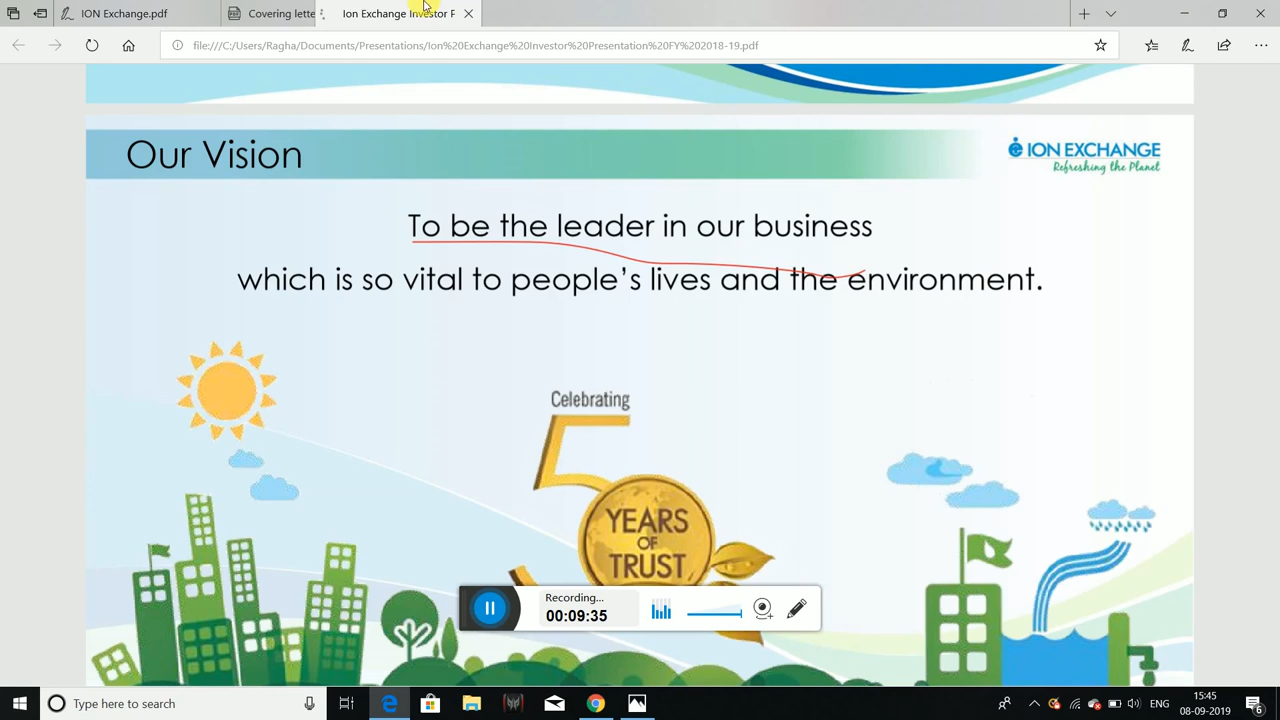 ION Exchange.pdf
Covering lette
Ion Exchange Investor P
file:///C:/Users/Ragha/Documents/Presentations/Ion%20Exchange%20Investor%20Presentation%20FY%202018-19.pdf
Our Vision
ION EXCHANGE
Refreshing the Planet
To be the leader in our business
which is so vital to people's lives and the environment.
Celebrating
50
YEARS
OF
TRUST
Recording...
00:09:35
Type here to search
ENG
15:45
08-09-2019
6